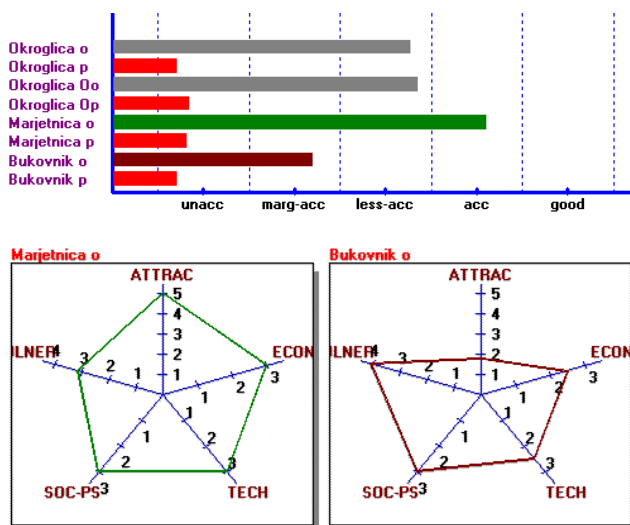 Okroglica o
Okroglica p
Okroglica Oo
Okroglica Op
Marjetnica o
Marjetnica p
Bukovnik o
Bukovnik p
unacc marg-acc less-acc acc good
Marjetnica o
ATTRAC
5
4
3
2
1
ULNER 4 3 2 1
1 2 3 ECON
1 2 3
SOC-PS
1 2 3
TECH
Bukovnik o
ATTRAC
5
4
3
2
1
ULNER 4 3 2 1
1 2 3 ECON
1 2 3
SOC-PS
1 2 3
TECH